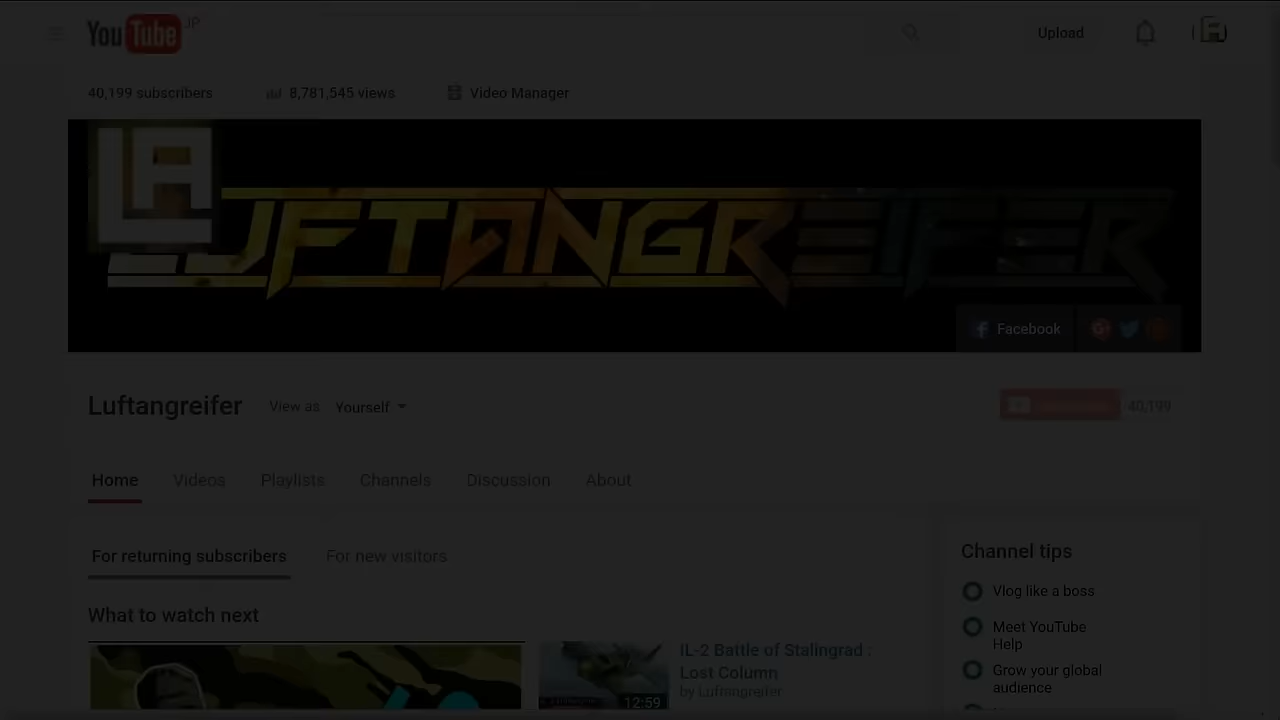 YouTube JP
Upload
40,199 subscribers
8,781,545 views
Video Manager
LA
LUFTANGREIFER
Facebook
Luftangreifer
View as
Yourself
40,199
Home
Videos
Playlists
Channels
Discussion
About
For returning subscribers
For new visitors
What to watch next
IL-2 Battle of Stalingrad :
Lost Column
by Luftangreifer
12:59
Channel tips
Vlog like a boss
Meet YouTube
Help
Grow your global
audience